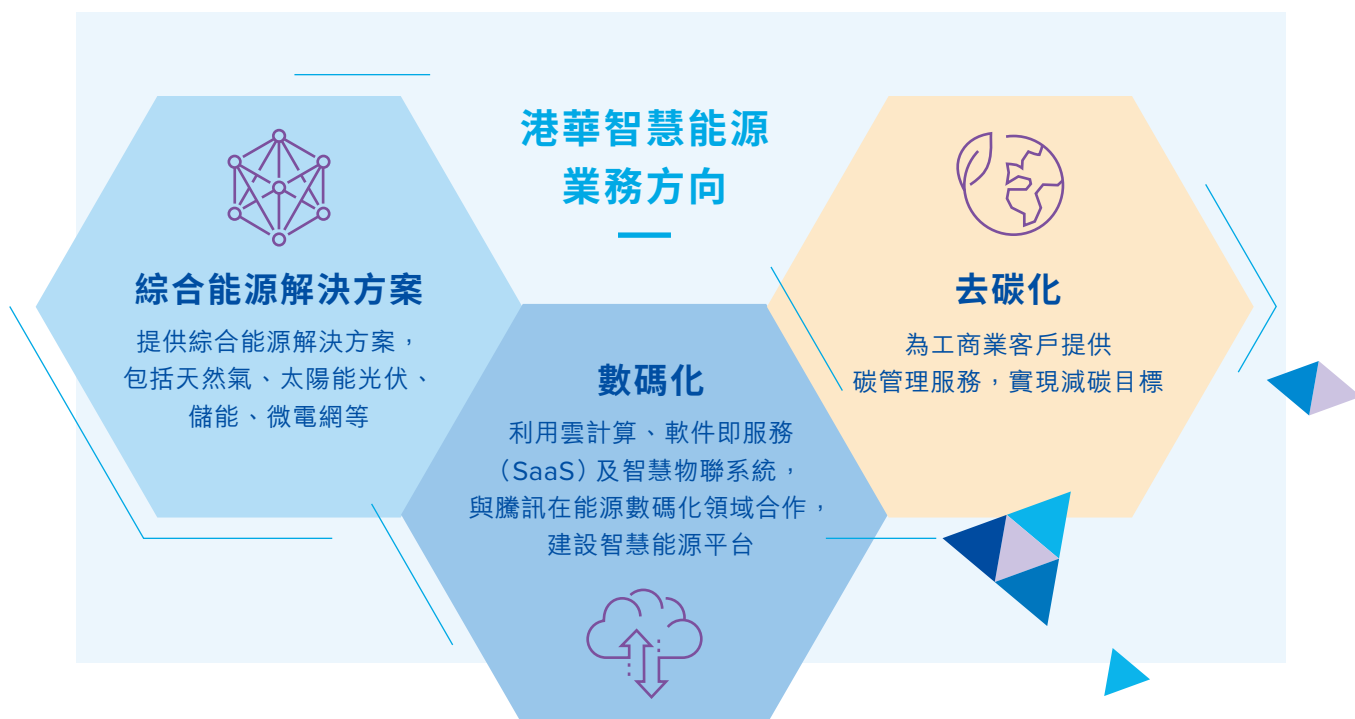 港華智慧能源
業務方向
綜合能源解決方案
提供綜合能源解決方案，
包括天然氣、太陽能光伏、
儲能、微電網等
數碼化
利用雲計算、軟件即服務
（SaaS）及智慧物聯系統，
與騰訊在能源數碼化領域合作，
建設智慧能源平台
去碳化
為工商業客戶提供
碳管理服務，實現減碳目標